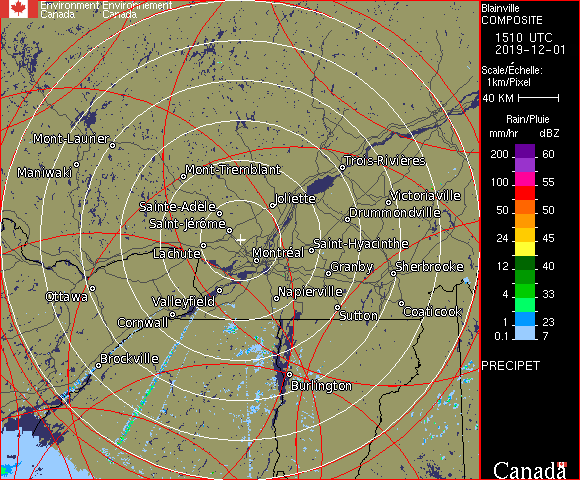 Environment Environnement
Canada Canada
Blainville
COMPOSITE
1510 UTC
2019-12-01
Scale/Échelle:
1km/Pixel
40 KM
Rain/Pluie
mm/hr dBZ
200 60
100 55
50 50
24 45
12 40
4 33
1 23
0.1 7
PRECIPET
Canada
Mont-Laurier
Maniwaki
Mont-Tremblant
Trois-Rivières
Joliette
Victoriaville
Sainte-Adèle
Drummondville
Saint-Jérôme
Saint-Hyacinthe
Lachute
Montréal
Granby
Sherbrooke
Ottawa
Valleyfield
Napierville
Cornwall
Sutton
Coaticook
Brockville
Burlington